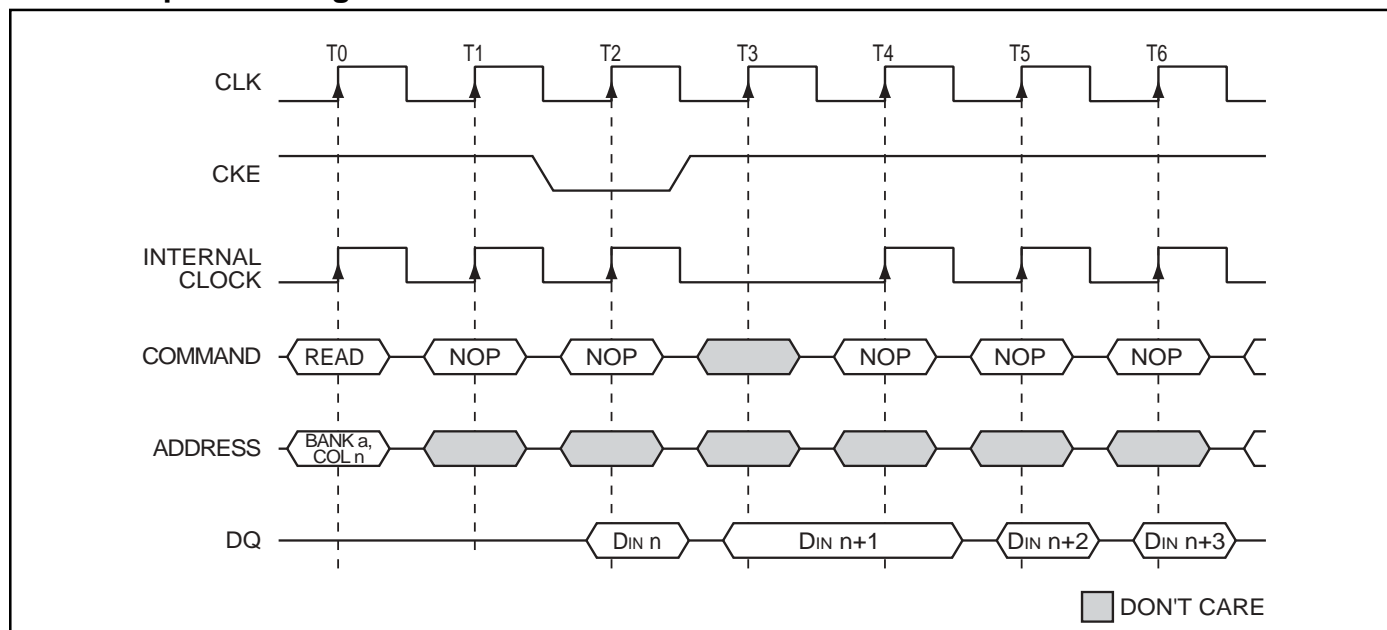 T0 T1 T2 T3 T4 T5 T6
CLK
CKE
INTERNAL
CLOCK
COMMAND READ NOP NOP NOP NOP NOP
ADDRESS BANK a,
COL n
DQ DIN n DIN n+1 DIN n+2 DIN n+3
DON'T CARE